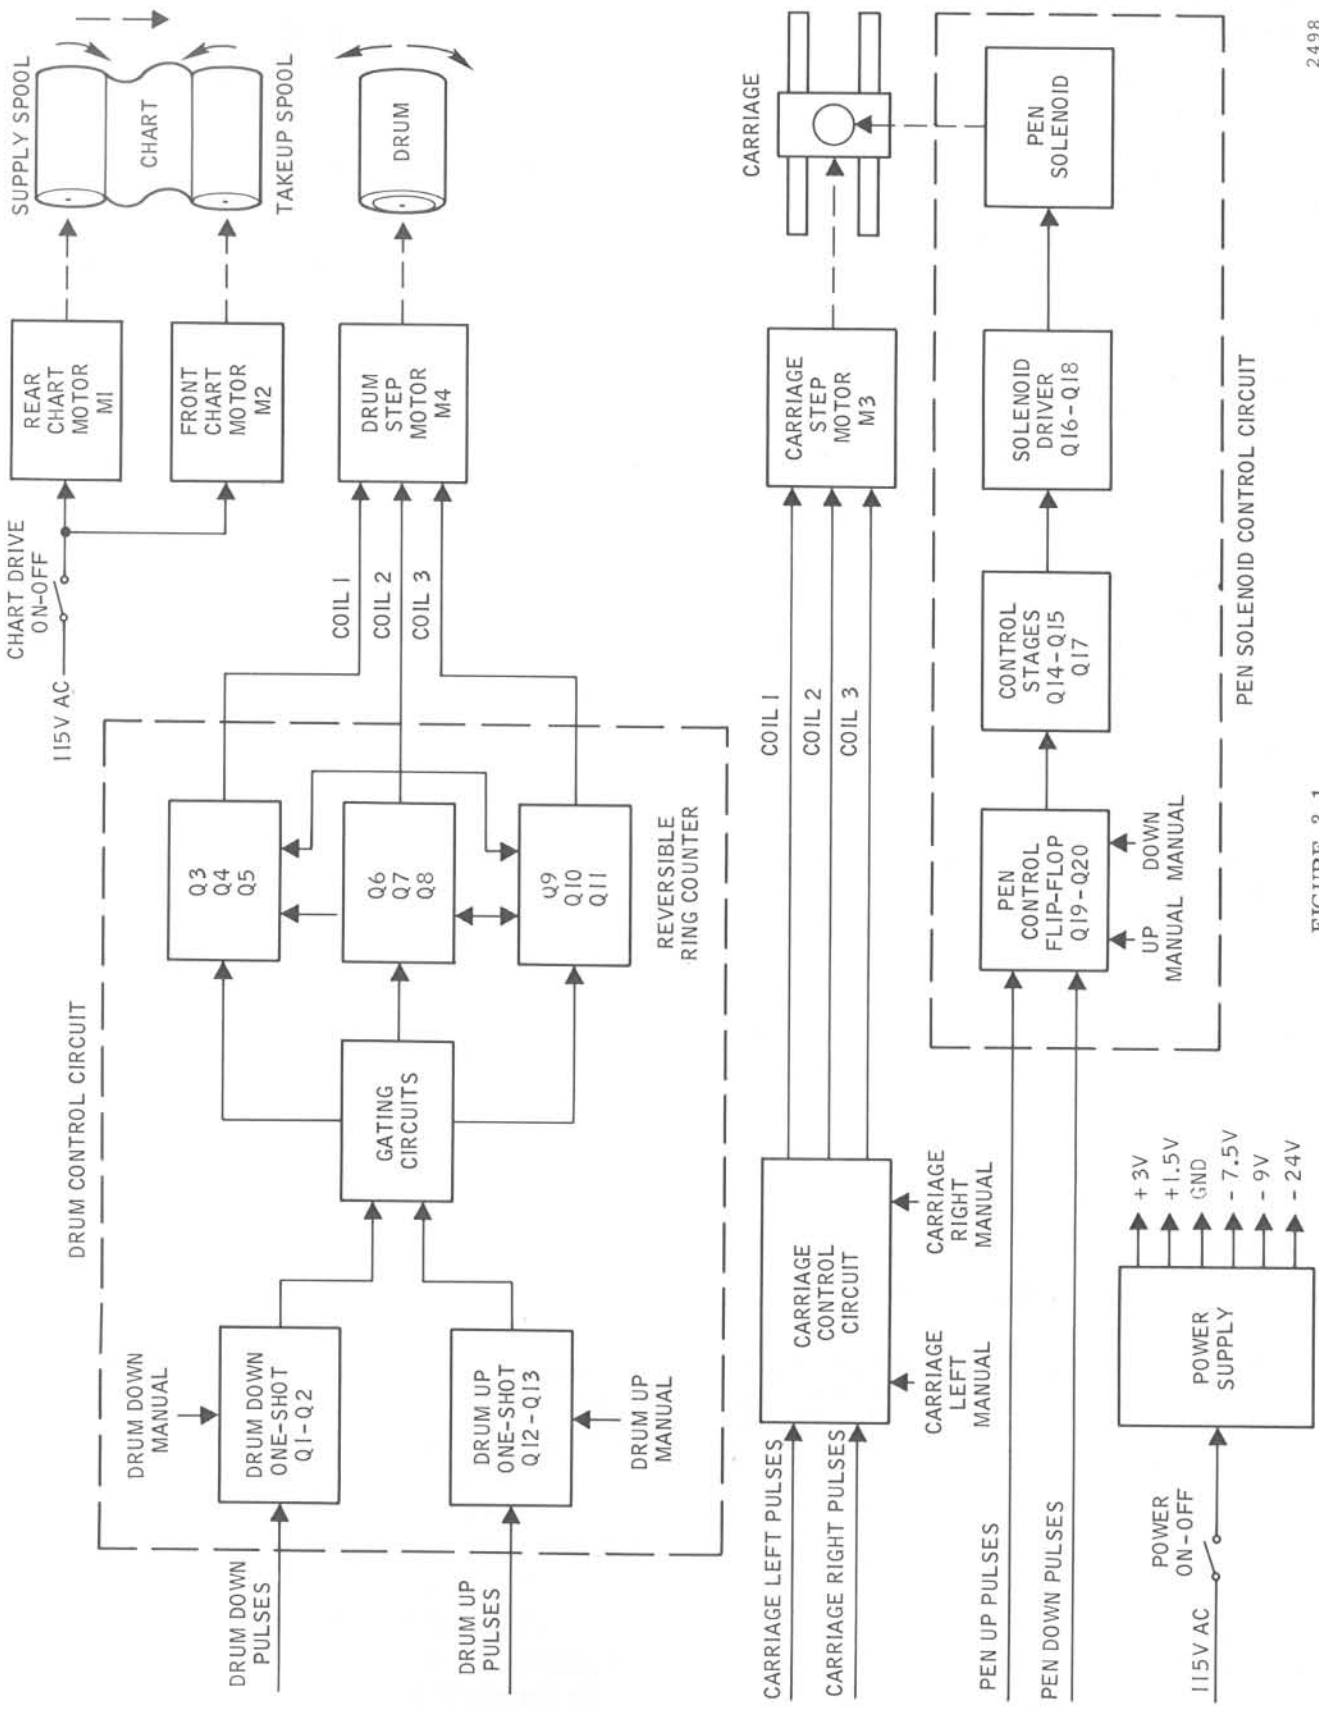 DRUM CONTROL CIRCUIT
DRUM DOWN
MANUAL
DRUM DOWN
PULSES
DRUM DOWN
ONE-SHOT
Q1-Q2
DRUM UP
PULSES
DRUM UP
ONE-SHOT
Q12-Q13
DRUM UP
MANUAL
GATING
CIRCUITS
Q3
Q4
Q5
Q6
Q7
Q8
Q9
Q10
Q11
REVERSIBLE
RING COUNTER
115V AC
CHART DRIVE
ON-OFF
COIL 1
COIL 2
COIL 3
REAR
CHART
MOTOR
M1
FRONT
CHART
MOTOR
M2
DRUM
STEP
MOTOR
M4
SUPPLY SPOOL
CHART
TAKEUP SPOOL
DRUM
CARRIAGE LEFT PULSES
CARRIAGE RIGHT PULSES
CARRIAGE
CONTROL
CIRCUIT
CARRIAGE
LEFT
MANUAL
CARRIAGE
RIGHT
MANUAL
COIL 1
COIL 2
COIL 3
CARRIAGE
STEP
MOTOR
M3
CARRIAGE
PEN UP PULSES
PEN DOWN PULSES
PEN
CONTROL
FLIP-FLOP
Q19-Q20
UP
MANUAL
DOWN
MANUAL
CONTROL
STAGES
Q14-Q15
Q17
SOLENOID
DRIVER
Q16-Q18
PEN
SOLENOID
PEN SOLENOID CONTROL CIRCUIT
115V AC
POWER
ON-OFF
POWER
SUPPLY
+3V
+1.5V
GND
-7.5V
-9V
-24V
2498